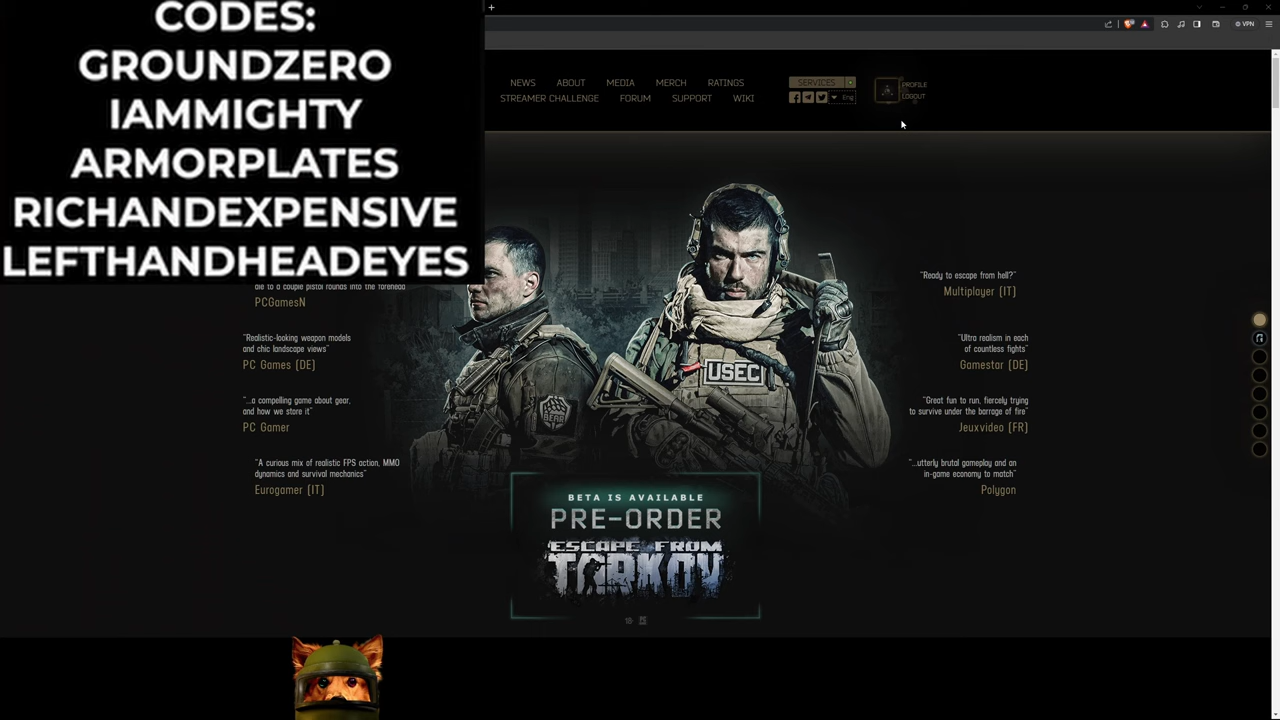 CODES:
GROUNDZERO
IAMMIGHTY
ARMORPLATES
RICHANDEXPENSIVE
LEFTHANDHEADEYES
VPN
NEWS ABOUT MEDIA MERCH RATINGS
STREAMER CHALLENGE FORUM SUPPORT WIKI
SERVICES
Eng
PROFILE
LOGOUT
die to a couple pistol rounds into the forehead
PCGamesN
"Realistic-looking weapon models
and chic landscape views"
PC Games (DE)
"...a compelling game about gear,
and how we store it"
PC Gamer
"A curious mix of realistic FPS action, MMO
dynamics and survival mechanics"
Eurogamer (IT)
"Ready to escape from hell?"
Multiplayer (IT)
"Ultra realism in each
of countless fights"
Gamestar (DE)
"Great fun to run, fiercely trying
to survive under the barrage of fire"
Jeuxvideo (FR)
"...utterly brutal gameplay and an
in-game economy to match"
Polygon
USEC
BEAR
BETA IS AVAILABLE
PRE-ORDER
ESCAPE FROM
TARKOV